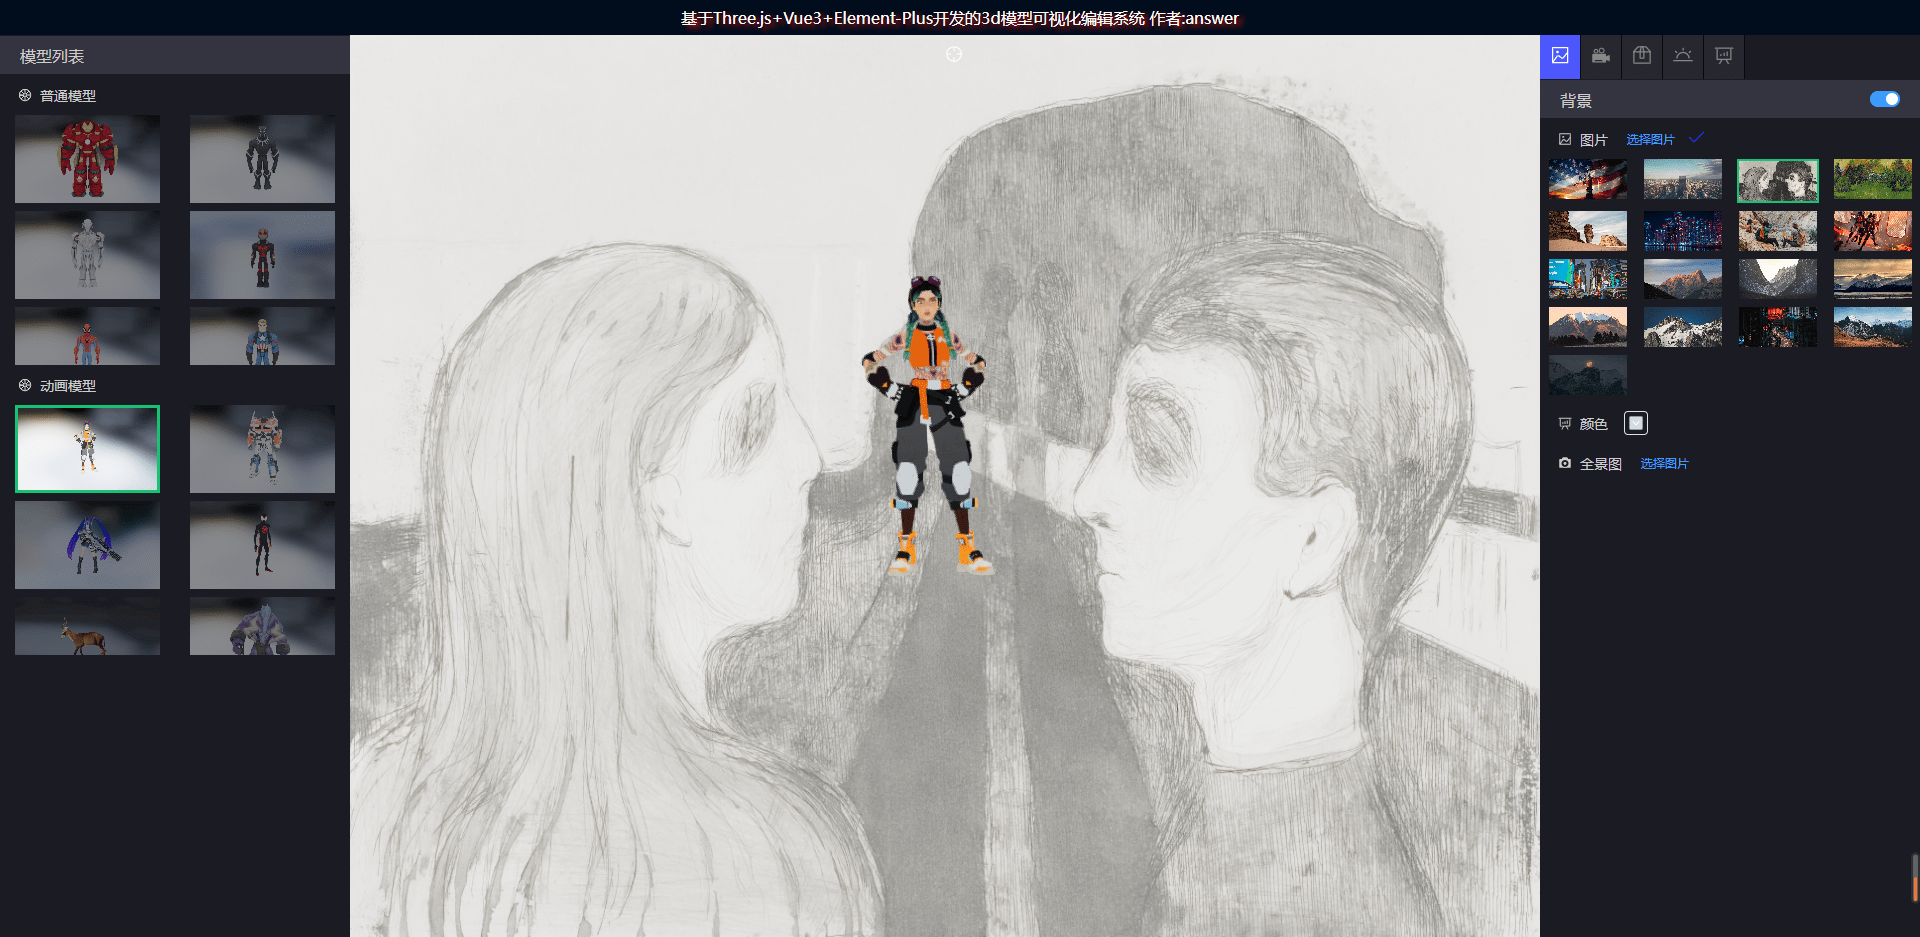 基于Three.js+Vue3+Element-Plus开发的3d模型可视化编辑系统 作者:answer
模型列表
普通模型
动画模型
背景
图片 选择图片
颜色
全景图 选择图片